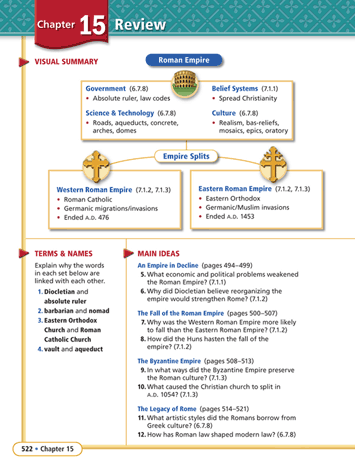 Chapter 15 Review
VISUAL SUMMARY
Roman Empire
Government (6.7.8)
• Absolute ruler, law codes
Science & Technology (6.7.8)
• Roads, aqueducts, concrete,
arches, domes
Belief Systems (7.1.1)
• Spread Christianity
Culture (6.7.8)
• Realism, bas-reliefs,
mosaics, epics, oratory
Empire Splits
Western Roman Empire (7.1.2, 7.1.3)
• Roman Catholic
• Germanic migrations/invasions
• Ended A.D. 476
Eastern Roman Empire (7.1.2, 7.1.3)
• Eastern Orthodox
• Germanic/Muslim invasions
• Ended A.D. 1453
TERMS & NAMES
Explain why the words
in each set below are
linked with each other.
1. Diocletian and
absolute ruler
2. barbarian and nomad
3. Eastern Orthodox
Church and Roman
Catholic Church
4. vault and aqueduct
MAIN IDEAS
An Empire in Decline (pages 494–499)
5. What economic and political problems weakened
the Roman Empire? (7.1.1)
6. Why did Diocletian believe reorganizing the
empire would strengthen Rome? (7.1.2)
The Fall of the Roman Empire (pages 500–507)
7. Why was the Western Roman Empire more likely
to fall than the Eastern Roman Empire? (7.1.2)
8. How did the Huns hasten the fall of the
empire? (7.1.2)
The Byzantine Empire (pages 508–513)
9. In what ways did the Byzantine Empire preserve
the Roman culture? (7.1.3)
10. What caused the Christian church to split in
A.D. 1054? (7.1.3)
The Legacy of Rome (pages 514–521)
11. What artistic styles did the Romans borrow from
Greek culture? (6.7.8)
12. How has Roman law shaped modern law? (6.7.8)
522 • Chapter 15